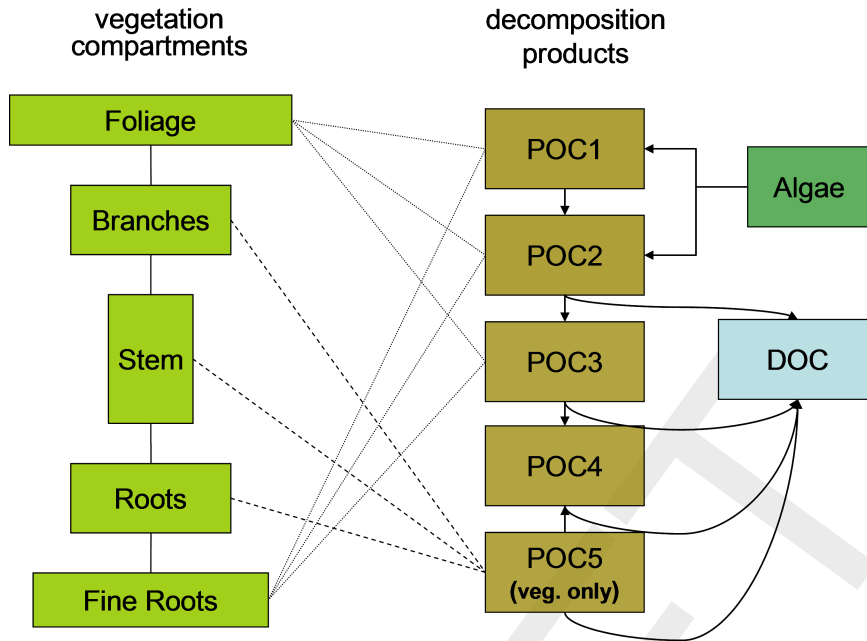 vegetation
compartments
decomposition
products
Foliage
Branches
Stem
Roots
Fine Roots
POC1
POC2
POC3
POC4
POC5
(veg. only)
Algae
DOC